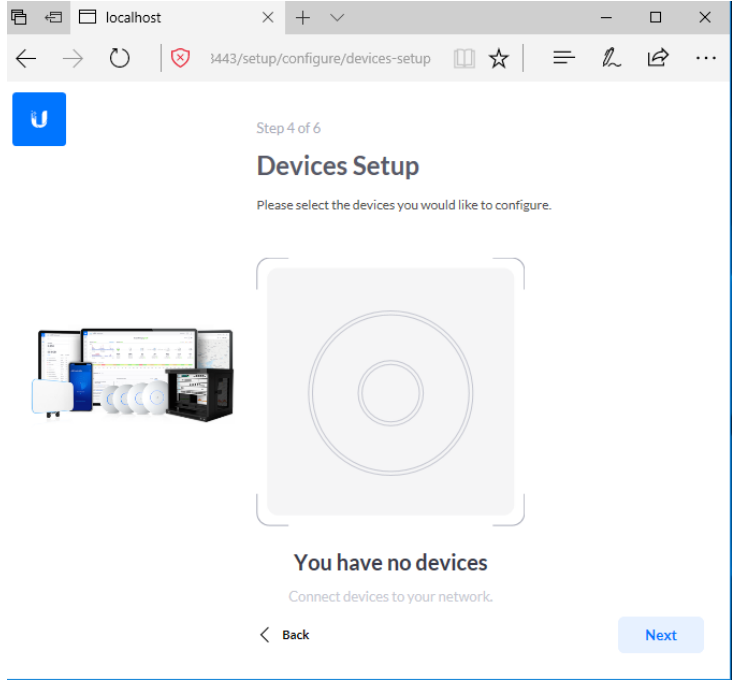 localhost
3443/setup/configure/devices-setup
Step 4 of 6
Devices Setup
Please select the devices you would like to configure.
You have no devices
Connect devices to your network.
Back
Next